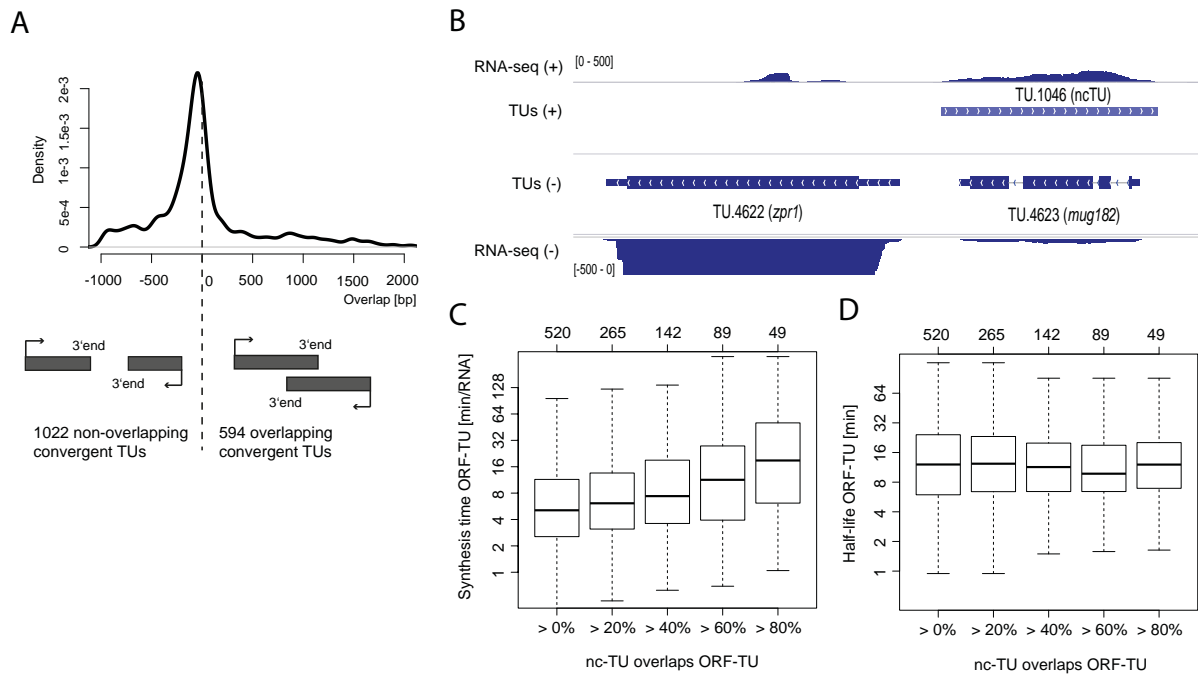 A
Density
0
5e-4
1e-3
1.5e-3
2e-3
-1000
-500
0
500
1000
1500
2000
Overlap [bp]
3'end
3'end
3'end
3'end
1022 non-overlapping
convergent TUs
594 overlapping
convergent TUs
B
RNA-seq (+)
[0 - 500]
TU.1046 (ncTU)
TUs (+)
TUs (-)
TU.4622 (zpr1)
TU.4623 (mug182)
RNA-seq (-)
[-500 - 0]
C
520
265
142
89
49
Synthesis time ORF-TU [min/RNA]
1
2
4
8
16
32
64
128
> 0%
> 20%
> 40%
> 60%
> 80%
nc-TU overlaps ORF-TU
D
520
265
142
89
49
Half-life ORF-TU [min]
1
2
4
8
16
32
64
> 0%
> 20%
> 40%
> 60%
> 80%
nc-TU overlaps ORF-TU